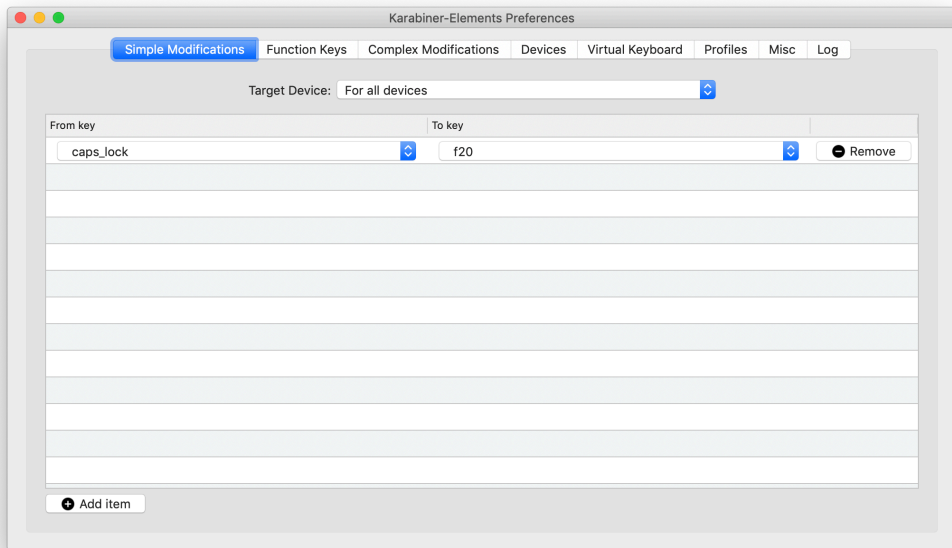 Karabiner-Elements Preferences
Simple Modifications Function Keys Complex Modifications Devices Virtual Keyboard Profiles Misc Log
Target Device: For all devices
From key To key
caps_lock f20 Remove
Add item